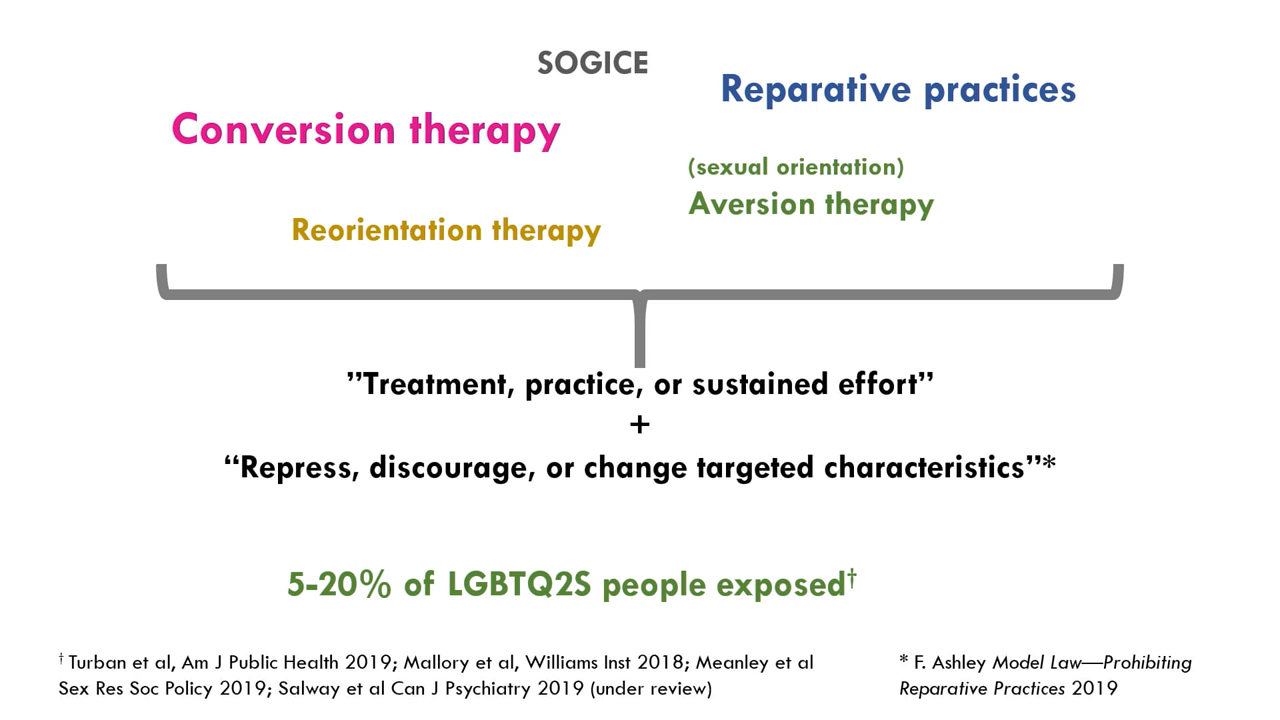 SOGICE
Reparative practices
Conversion therapy
(sexual orientation)
Aversion therapy
Reorientation therapy
”Treatment, practice, or sustained effort”
+
“Repress, discourage, or change targeted characteristics”*
5-20% of LGBTQ2S people exposed†
† Turban et al, Am J Public Health 2019; Mallory et al, Williams Inst 2018; Meanley et al
Sex Res Soc Policy 2019; Salway et al Can J Psychiatry 2019 (under review)
* F. Ashley Model Law—Prohibiting
Reparative Practices 2019